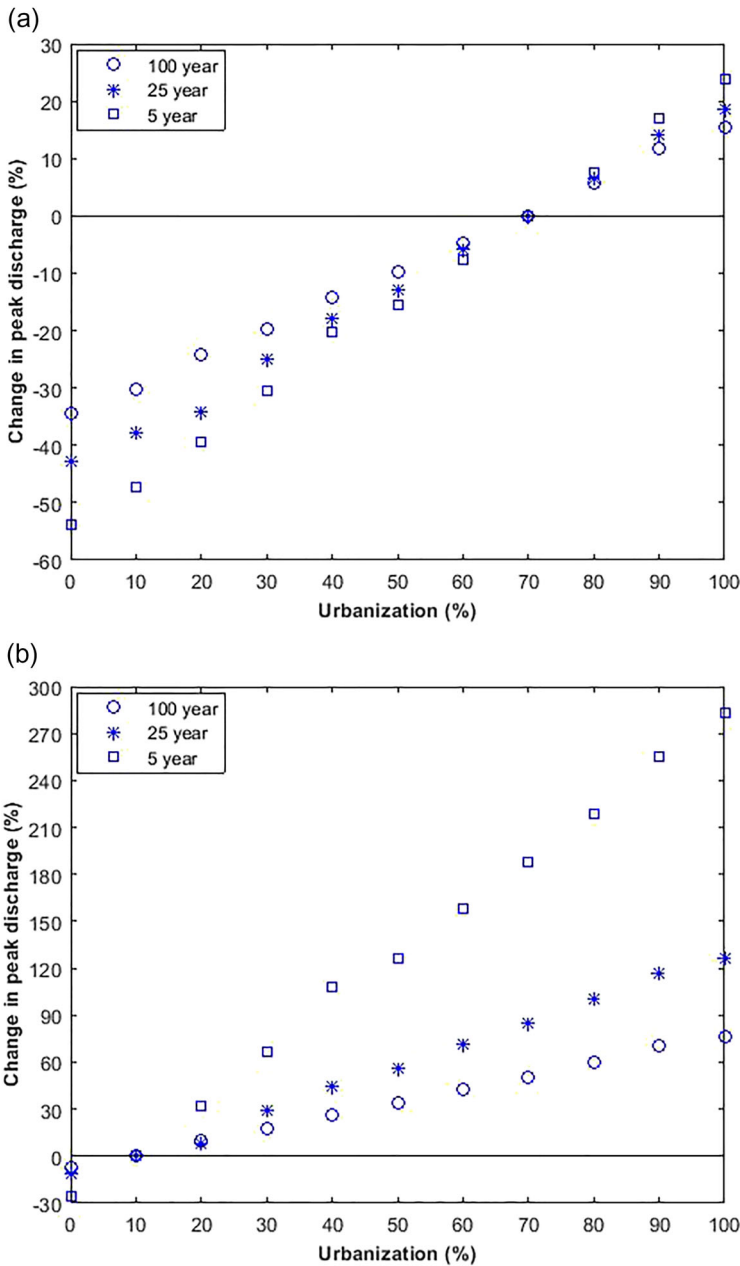 (a)
30
20
10
0
-10
-20
-30
-40
-50
-60
100 year
25 year
5 year
Change in peak discharge (%)
0 10 20 30 40 50 60 70 80 90 100
Urbanization (%)
(b)
300
270
240
210
180
150
120
90
60
30
0
-30
100 year
25 year
5 year
Change in peak discharge (%)
0 10 20 30 40 50 60 70 80 90 100
Urbanization (%)